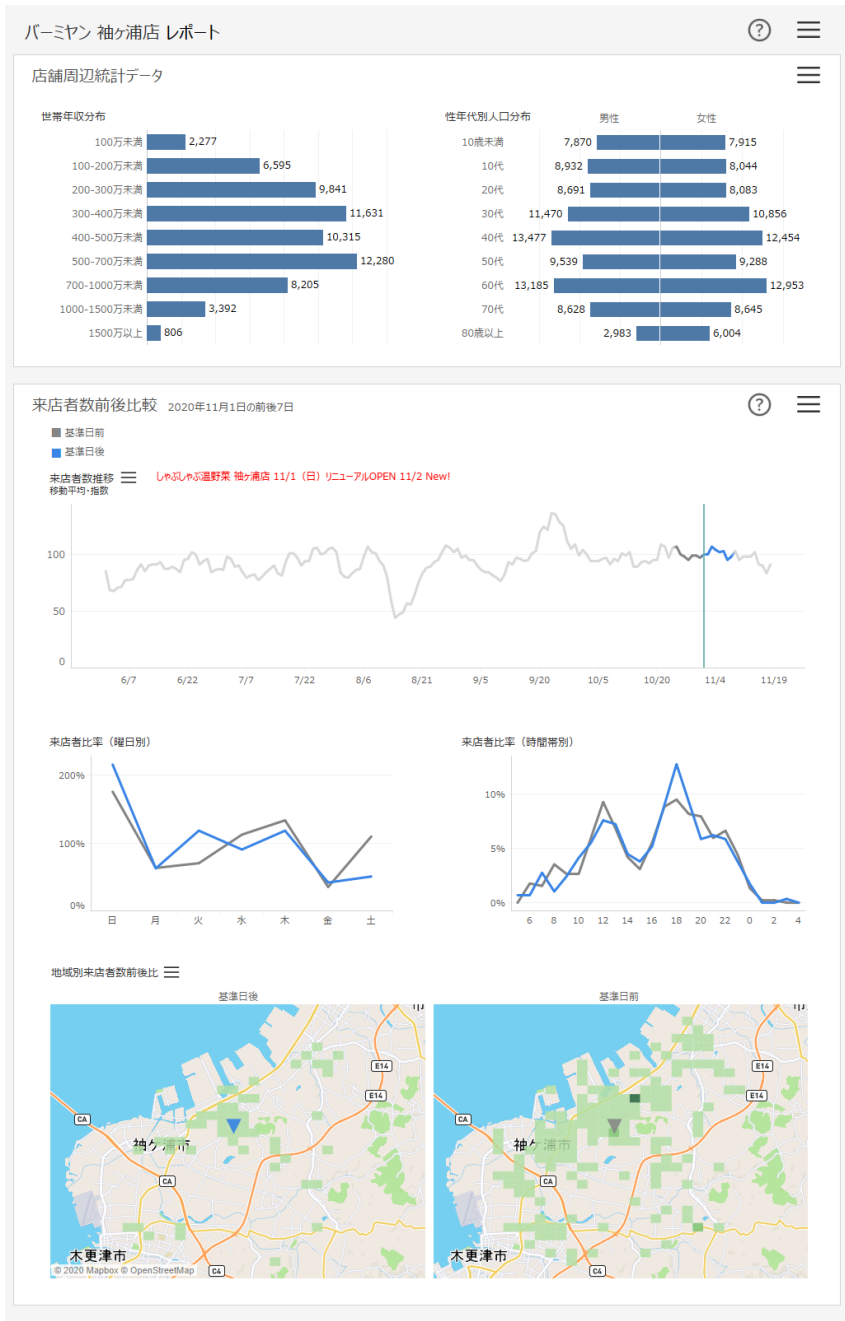 バーミヤン 袖ヶ浦店 レポート
?
店舗周辺統計データ
世帯年収分布
100万未満 2,277
100-200万未満 6,595
200-300万未満 9,841
300-400万未満 11,631
400-500万未満 10,315
500-700万未満 12,280
700-1000万未満 8,205
1000-1500万未満 3,392
1500万以上 806
性年代別人口分布 男性 女性
10歳未満 7,870 7,915
10代 8,932 8,044
20代 8,691 8,083
30代 11,470 10,856
40代 13,477 12,454
50代 9,539 9,288
60代 13,185 12,953
70代 8,628 8,645
80歳以上 2,983 6,004
来店者数前後比較 2020年11月1日の前後7日
?
基準日前
基準日後
来店者数推移
移動平均・指数
しゃぶしゃぶ温野菜 袖ヶ浦店 11/1（日）リニューアルOPEN 11/2 New!
100
50
0
6/7 6/22 7/7 7/22 8/6 8/21 9/5 9/20 10/5 10/20 11/4 11/19
来店者比率（曜日別）
200%
100%
0%
日 月 火 水 木 金 土
来店者比率（時間帯別）
10%
5%
0%
6 8 10 12 14 16 18 20 22 0 2 4
地域別来店者数前後比
基準日後
E14
E14
CA
袖ケ浦市
CA
木更津市
C4
© 2020 Mapbox © OpenStreetMap
基準日前
市
E14
E14
CA
袖ケ浦市
CA
木更津市
C4